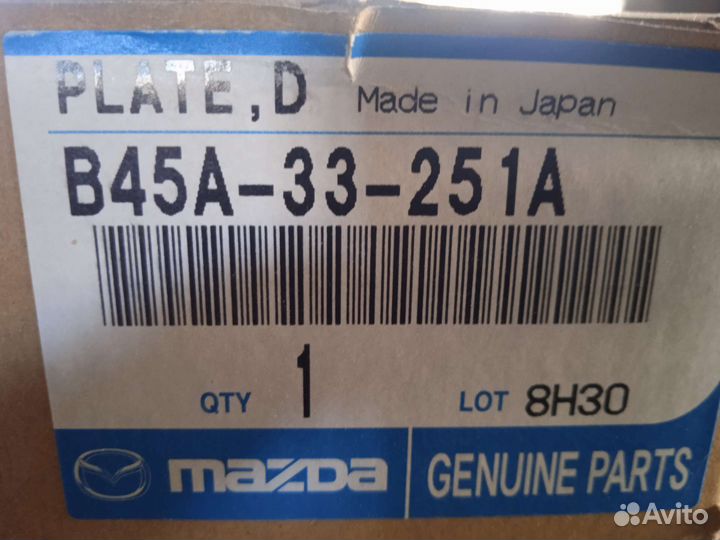 PLATE,D Made in Japan
B45A-33-251A
QTY 1 LOT 8H30
mazda GENUINE PARTS
Avito